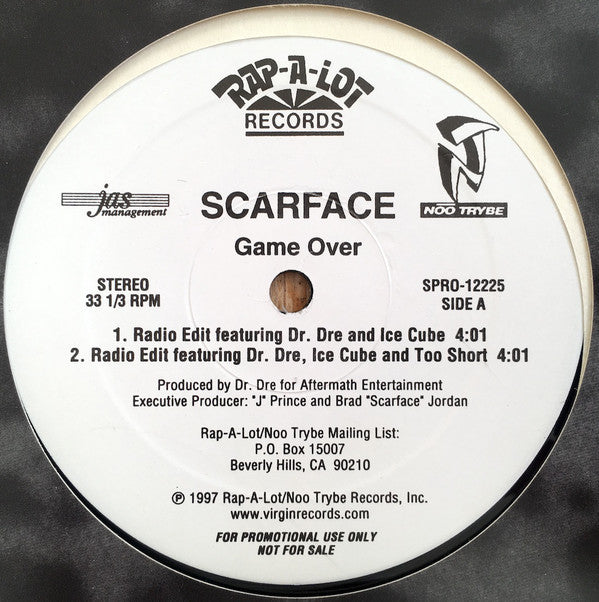 RAP-A-LOT
RECORDS
jas
management
SCARFACE
NOO TRYBE
Game Over
STEREO
33 1/3 RPM
SPRO-12225
SIDE A
1. Radio Edit featuring Dr. Dre and Ice Cube 4:01
2. Radio Edit featuring Dr. Dre, Ice Cube and Too Short 4:01
Produced by Dr. Dre for Aftermath Entertainment
Executive Producer: "J" Prince and Brad "Scarface" Jordan
Rap-A-Lot/Noo Trybe Mailing List:
P.O. Box 15007
Beverly Hills, CA 90210
℗ 1997 Rap-A-Lot/Noo Trybe Records, Inc.
www.virginrecords.com
FOR PROMOTIONAL USE ONLY
NOT FOR SALE